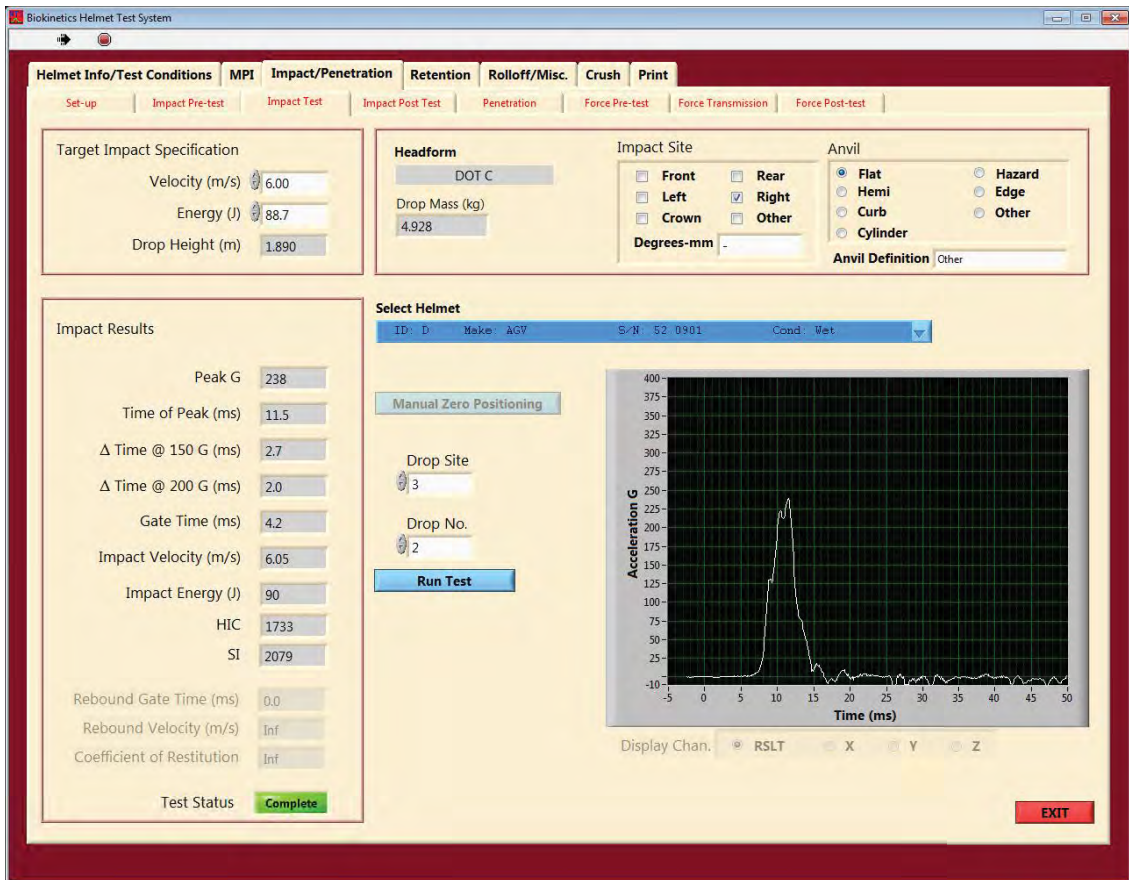 Biokinetics Helmet Test System
Helmet Info/Test Conditions MPI Impact/Penetration Retention Rolloff/Misc. Crush Print
Set-up Impact Pre-test Impact Test Impact Post Test Penetration Force Pre-test Force Transmission Force Post-test
Target Impact Specification
Velocity (m/s) 6.00
Energy (J) 88.7
Drop Height (m) 1.890
Headform
DOT C
Drop Mass (kg)
4.928
Impact Site
Front Rear
Left Right
Crown Other
Degrees-mm -
Anvil
Flat Hazard
Hemi Edge
Curb Other
Cylinder
Anvil Definition Other
Impact Results
Peak G 238
Time of Peak (ms) 11.5
Δ Time @ 150 G (ms) 2.7
Δ Time @ 200 G (ms) 2.0
Gate Time (ms) 4.2
Impact Velocity (m/s) 6.05
Impact Energy (J) 90
HIC 1733
SI 2079
Rebound Gate Time (ms) 0.0
Rebound Velocity (m/s) Inf
Coefficient of Restitution Inf
Test Status Complete
Select Helmet
ID: D Make: AGV S/N: 52 0901 Cond: Wet
Manual Zero Positioning
Drop Site
3
Drop No.
2
Run Test
400
375
350
325
300
275
250
225
200
175
150
125
100
75
50
25
-10
Acceleration G
-5 0 5 10 15 20 25 30 35 40 45 50
Time (ms)
Display Chan. RSLT X Y Z
EXIT